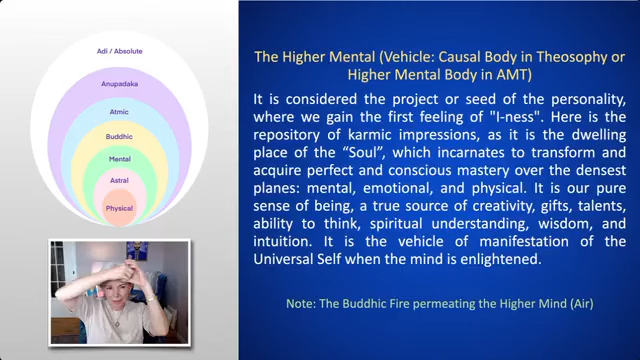 Adi / Absolute
Anupadaka
Atmic
Buddhic
Mental
Astral
Physical
The Higher Mental (Vehicle: Causal Body in Theosophy or
Higher Mental Body in AMT)
It is considered the project or seed of the personality,
where we gain the first feeling of "I-ness". Here is the
repository of karmic impressions, as it is the dwelling
place of the “Soul”, which incarnates to transform and
acquire perfect and conscious mastery over the densest
planes: mental, emotional, and physical. It is our pure
sense of being, a true source of creativity, gifts, talents,
ability to think, spiritual understanding, wisdom, and
intuition. It is the vehicle of manifestation of the
Universal Self when the mind is enlightened.
Note: The Buddhic Fire permeating the Higher Mind (Air)